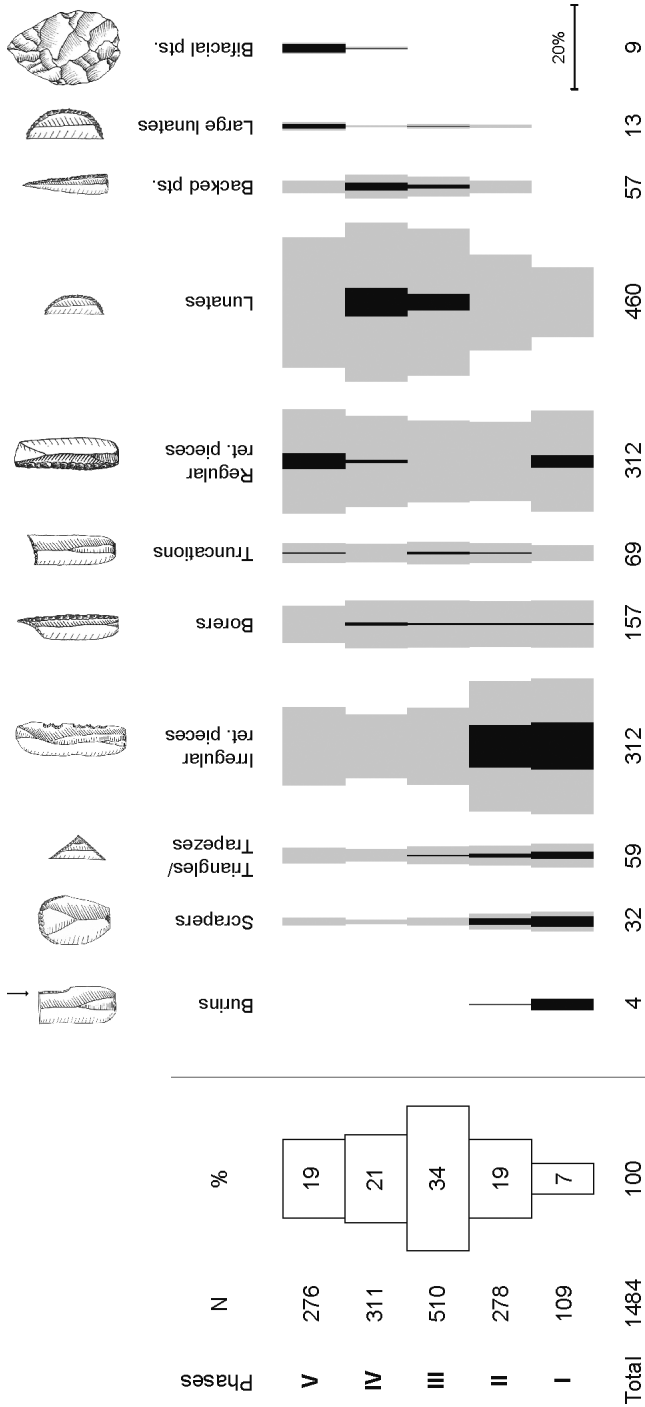 Phases
N
%
Burins
Scrapers
Triangles/
Trapezes
Irregular
ret. pieces
Borers
Truncations
Regular
ret. pieces
Lunates
Backed pts.
Large lunates
Bifacial pts.
V 276 19
IV 311 21
III 510 34
II 278 19
I 109 7
20%
Total 1484 100 4 32 59 312 157 69 312 460 57 13 9